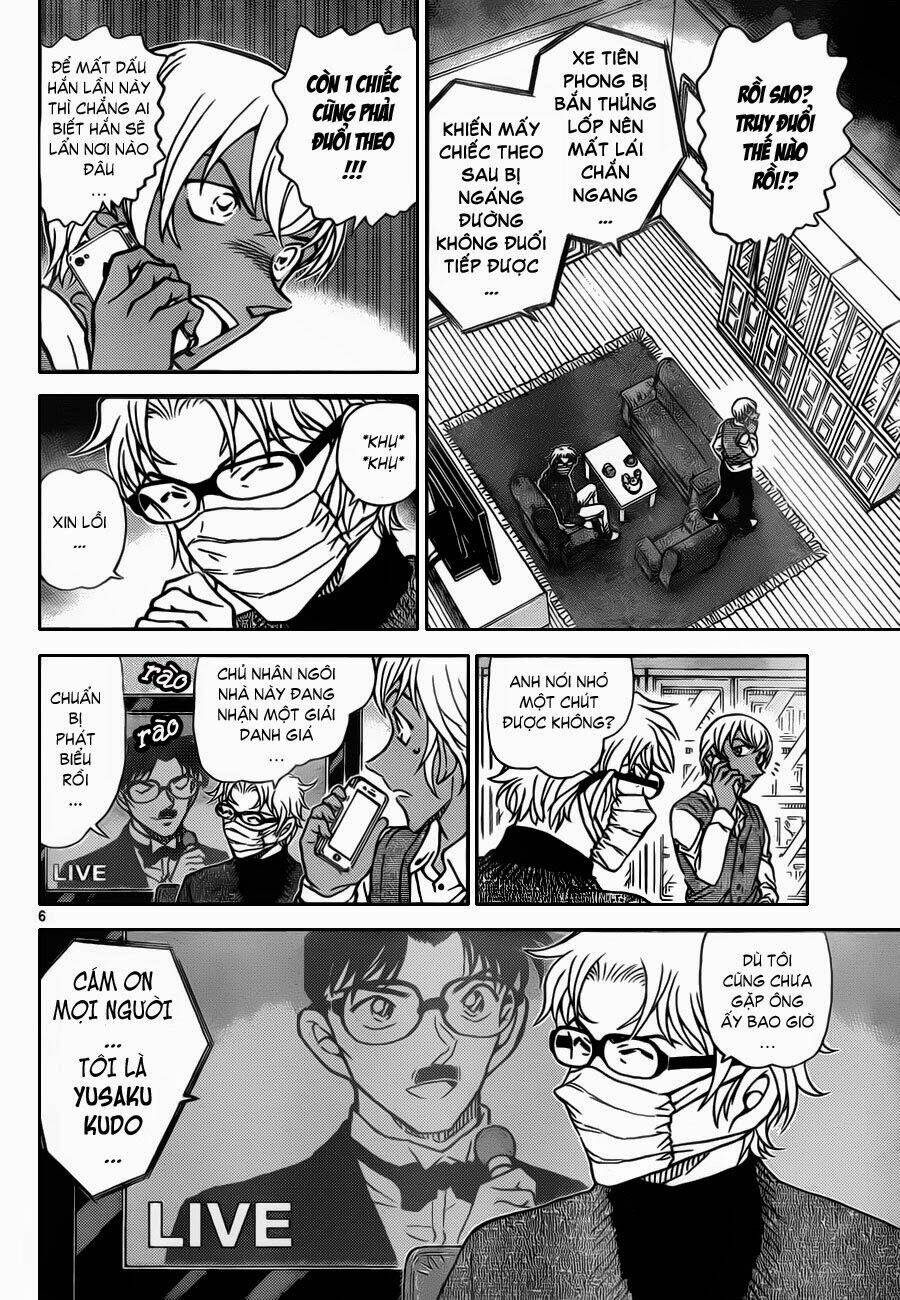 RỒI SAO?
TRUY ĐUỔI
THẾ NÀO
RỒI!?
XE TIÊN
PHONG BỊ
BẮN THỦNG
LỐP NÊN
MẤT LÁI
CHẮN
NGANG
...
KHIẾN MẤY
CHIẾC THEO
SAU BỊ
NGÁNG
ĐƯỜNG
KHÔNG ĐUỔI
TIẾP ĐƯỢC
...
CÒN 1 CHIẾC
CŨNG PHẢI
ĐUỔI THEO
!!!
ĐỂ MẤT DẤU
HẮN LẦN NÀY
THÌ CHẲNG AI
BIẾT HẮN SẼ
LẨN NƠI NÀO
ĐÂU
...
*KHỤ*
*KHỤ*
XIN LỖI
...
ANH NÓI NHỎ
MỘT CHÚT
ĐƯỢC KHÔNG?
CHỦ NHÂN NGÔI
NHÀ NÀY ĐANG
NHẬN MỘT GIẢI
DANH GIÁ
...
rào
rào
CHUẨN
BỊ
PHÁT
BIỂU
RỒI
...
LIVE
6
DÙ TÔI
CŨNG CHƯA
GẶP ÔNG
ẤY BAO GIỜ
...
CÁM ƠN
MỌI NGƯỜI
...
TÔI LÀ
YUSAKU
KUDO
...
LIVE